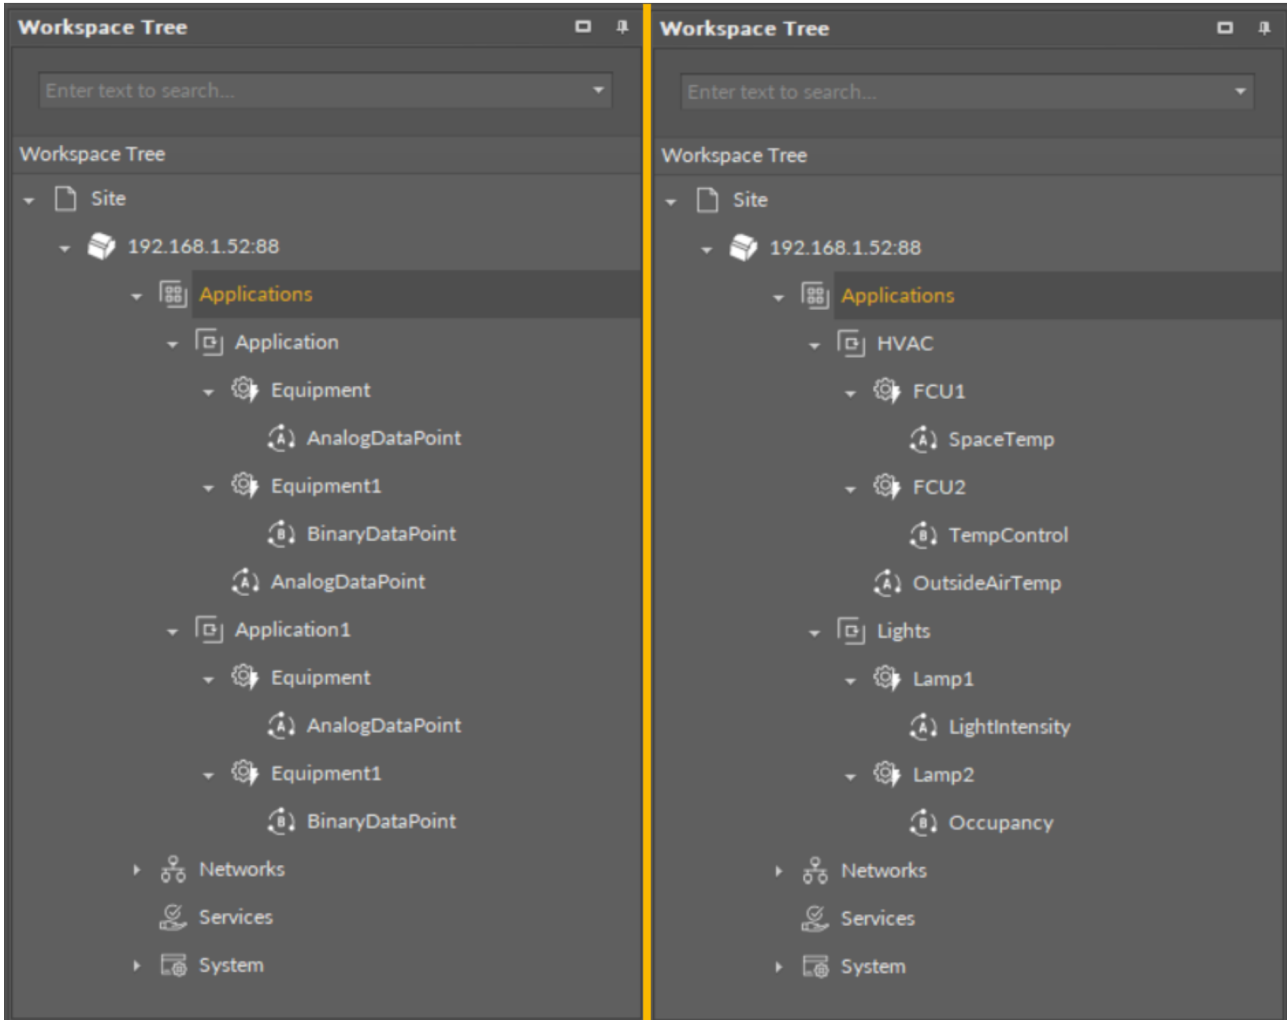 Workspace Tree
Enter text to search...
Workspace Tree
Site
192.168.1.52:88
Applications
Application
Equipment
A AnalogDataPoint
Equipment1
B BinaryDataPoint
A AnalogDataPoint
Application1
Equipment
A AnalogDataPoint
Equipment1
B BinaryDataPoint
Networks
Services
System
Workspace Tree
Enter text to search...
Workspace Tree
Site
192.168.1.52:88
Applications
HVAC
FCU1
A SpaceTemp
FCU2
B TempControl
A OutsideAirTemp
Lights
Lamp1
A LightIntensity
Lamp2
B Occupancy
Networks
Services
System